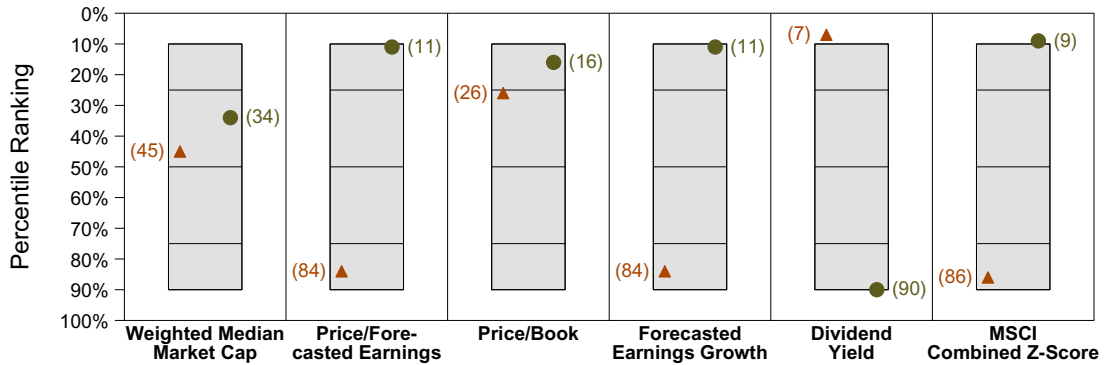 Percentile Ranking
0%
10%
20%
30%
40%
50%
60%
70%
80%
90%
100%
(45)
(34)
(84)
(11)
(26)
(16)
(84)
(11)
(7)
(90)
(86)
(9)
Weighted Median
Market Cap
Price/Fore-
casted Earnings
Price/Book
Forecasted
Earnings Growth
Dividend
Yield
MSCI
Combined Z-Score